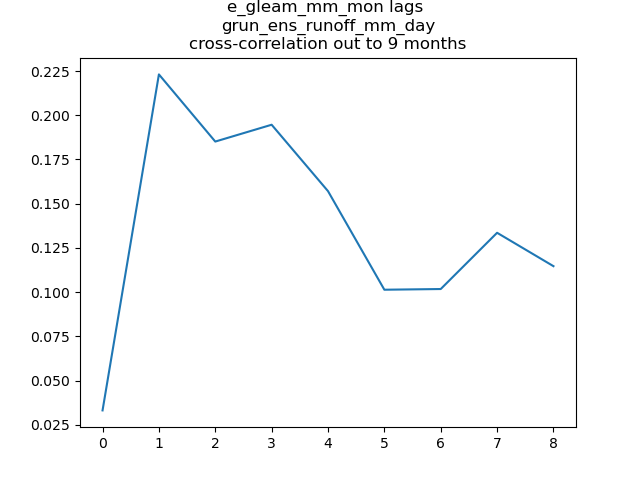 e_gleam_mm_mon lags
grun_ens_runoff_mm_day
cross-correlation out to 9 months
0.225
0.200
0.175
0.150
0.125
0.100
0.075
0.050
0.025
0 1 2 3 4 5 6 7 8